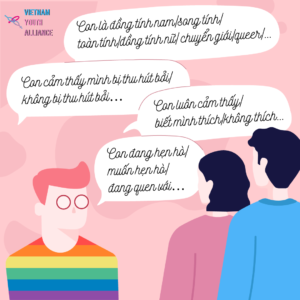 VIETNAM
YOUTH
ALLIANCE
Con là đồng tính nam/song tính/
toàn tính/đồng tính nữ/ chuyển giới/queer/...
Con cảm thấy mình bị thu hút bởi/
không bị thu hút bởi...
Con luôn cảm thấy/
biết mình thích/không thích...
Con đang hẹn hò/
muốn hẹn hò/
đang quen với...